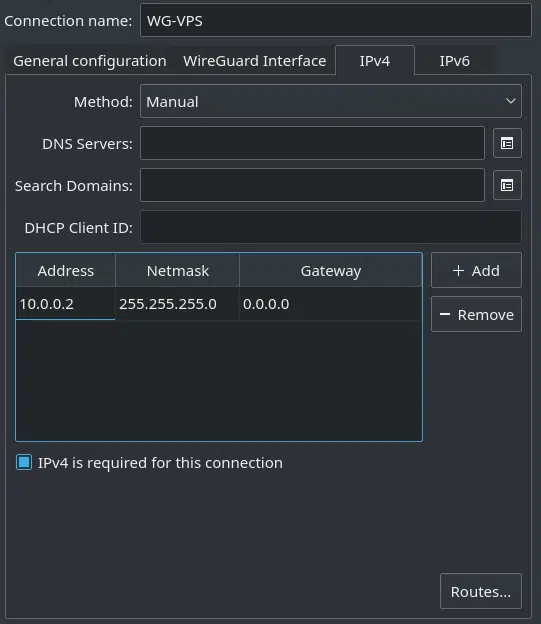 Connection name: WG-VPS
General configuration WireGuard Interface IPv4 IPv6
Method: Manual
DNS Servers:
Search Domains:
DHCP Client ID:
Address Netmask Gateway + Add
10.0.0.2 255.255.255.0 0.0.0.0 − Remove
IPv4 is required for this connection
Routes...